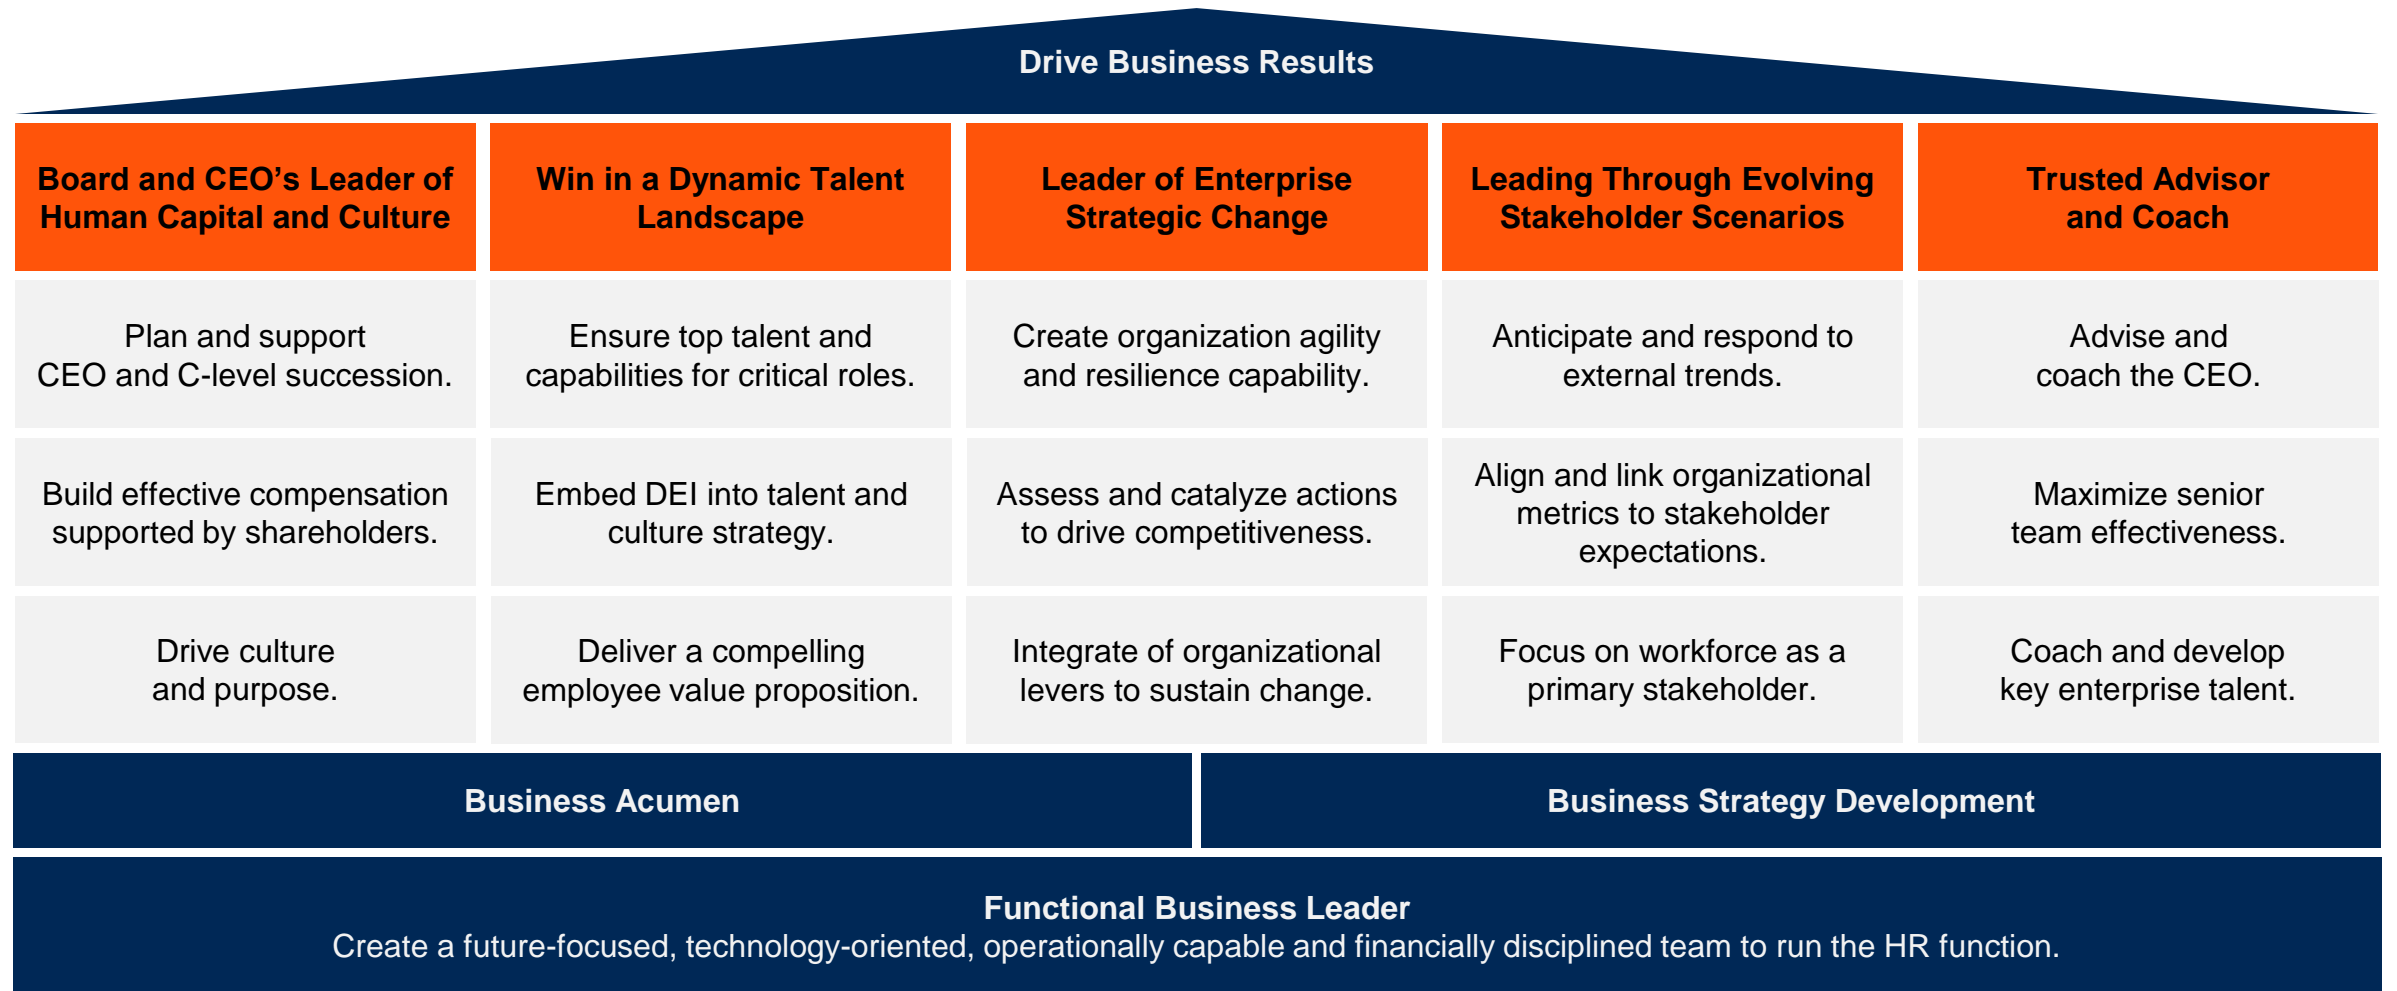 Drive Business Results
Board and CEO’s Leader of
Human Capital and Culture
Win in a Dynamic Talent
Landscape
Leader of Enterprise
Strategic Change
Leading Through Evolving
Stakeholder Scenarios
Trusted Advisor
and Coach
Plan and support
CEO and C-level succession.
Ensure top talent and
capabilities for critical roles.
Create organization agility
and resilience capability.
Anticipate and respond to
external trends.
Advise and
coach the CEO.
Build effective compensation
supported by shareholders.
Embed DEI into talent and
culture strategy.
Assess and catalyze actions
to drive competitiveness.
Align and link organizational
metrics to stakeholder
expectations.
Maximize senior
team effectiveness.
Drive culture
and purpose.
Deliver a compelling
employee value proposition.
Integrate of organizational
levers to sustain change.
Focus on workforce as a
primary stakeholder.
Coach and develop
key enterprise talent.
Business Acumen
Business Strategy Development
Functional Business Leader
Create a future-focused, technology-oriented, operationally capable and financially disciplined team to run the HR function.